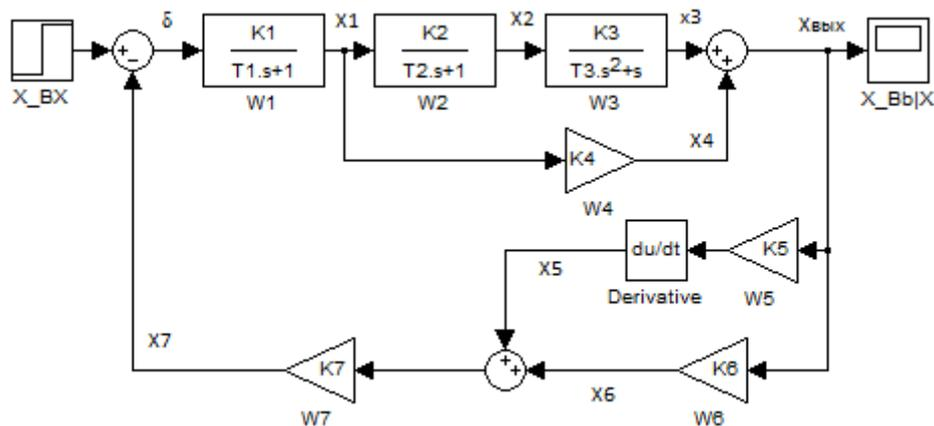 δ
X1
X2
x3
Xвых
K1
T1.s+1
K2
T2.s+1
K3
T3.s²+s
X_BX
W1
W2
W3
X_Bb|X
K4
X4
W4
du/dt
K5
X5
Derivative
W5
X7
K7
K6
X6
W7
W6